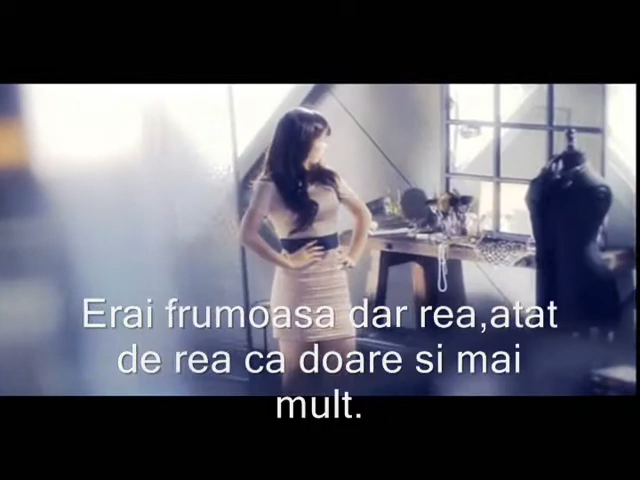 Erai frumoasa dar rea,atat
de rea ca doare si mai
mult.